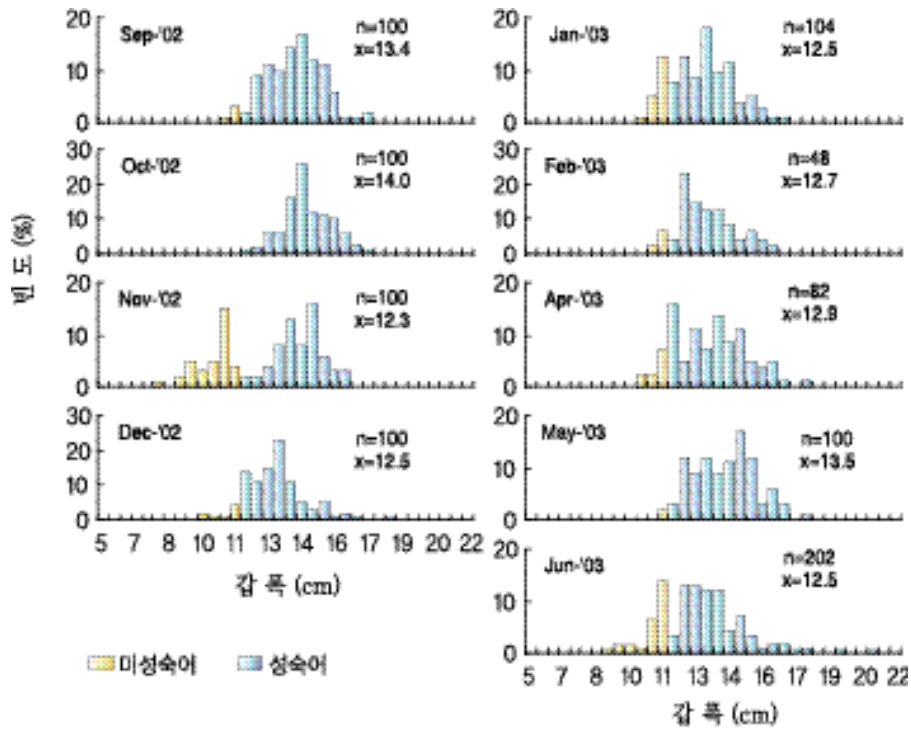 빈 도 (%)
20
10
0
Sep-'02
n=100
x=13.4
30
20
10
0
Oct-'02
n=100
x=14.0
20
10
0
Nov-'02
n=100
x=12.3
30
20
10
0
Dec-'02
n=100
x=12.5
5 7 8 10 11 13 14 16 17 19 20 22
갑 폭 (cm)
미성숙어 성숙어
20
10
0
Jan-'03
n=104
x=12.5
30
20
10
0
Feb-'03
n=48
x=12.7
20
10
0
Apr-'03
n=82
x=12.9
20
10
0
May-'03
n=100
x=13.5
20
10
0
Jun-'03
n=202
x=12.5
5 7 8 10 11 13 14 16 17 19 20 22
갑 폭 (cm)